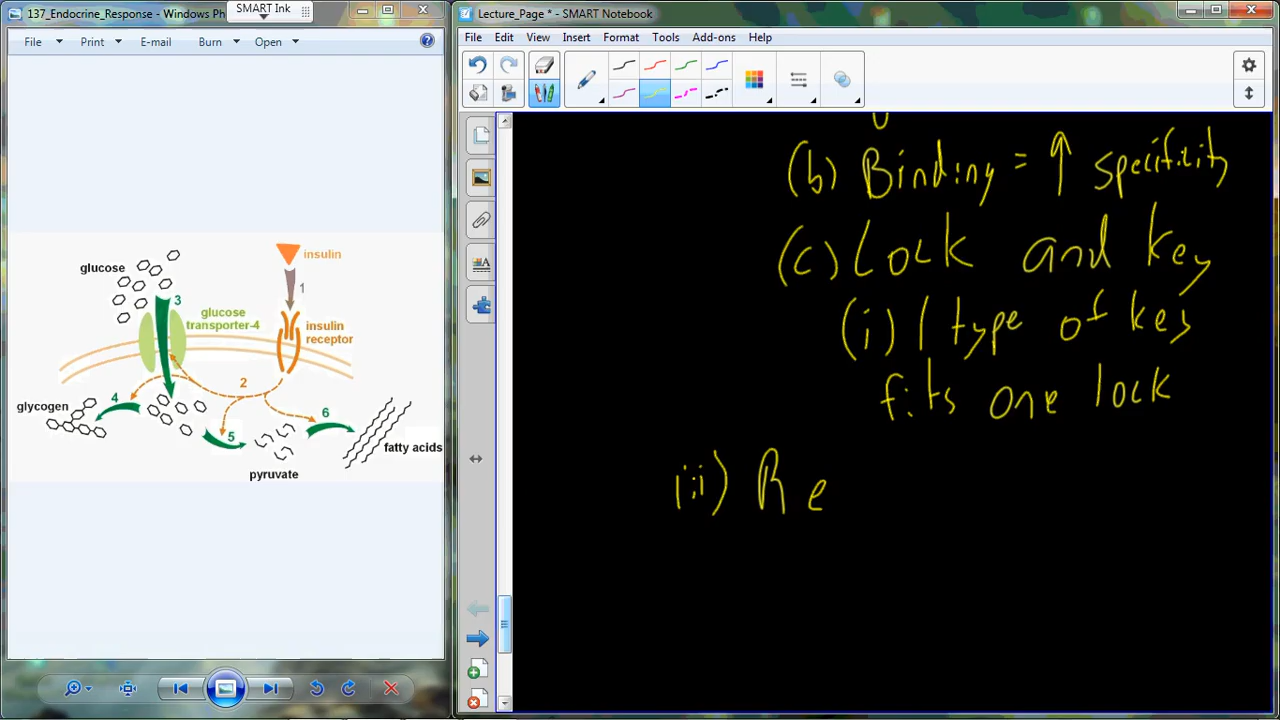 137_Endocrine_Response - Windows Ph
SMART Ink
File Print E-mail Burn Open
glucose
insulin
3
1
glucose
transporter-4
insulin
receptor
2
4
6
glycogen
5
fatty acids
pyruvate
Lecture_Page * - SMART Notebook
File Edit View Insert Format Tools Add-ons Help
(b) Binding = ↑ specificity
(c) Lock and key
(i) 1 type of key
fits one lock
(ii) Re